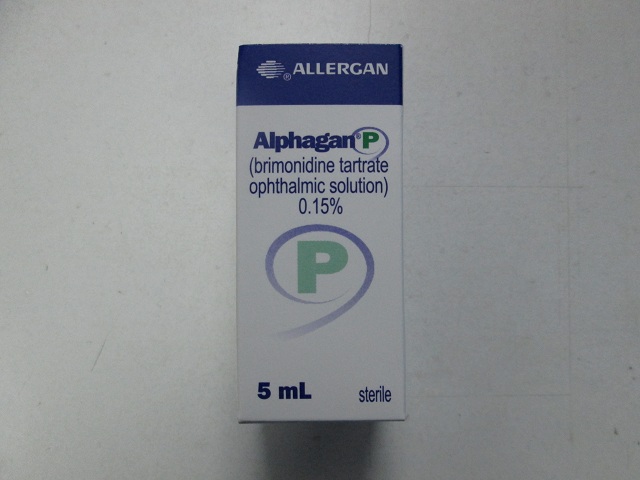 ® ALLERGAN
Alphagan® P
(brimonidine tartrate
ophthalmic solution)
0.15%
P
5 mL sterile